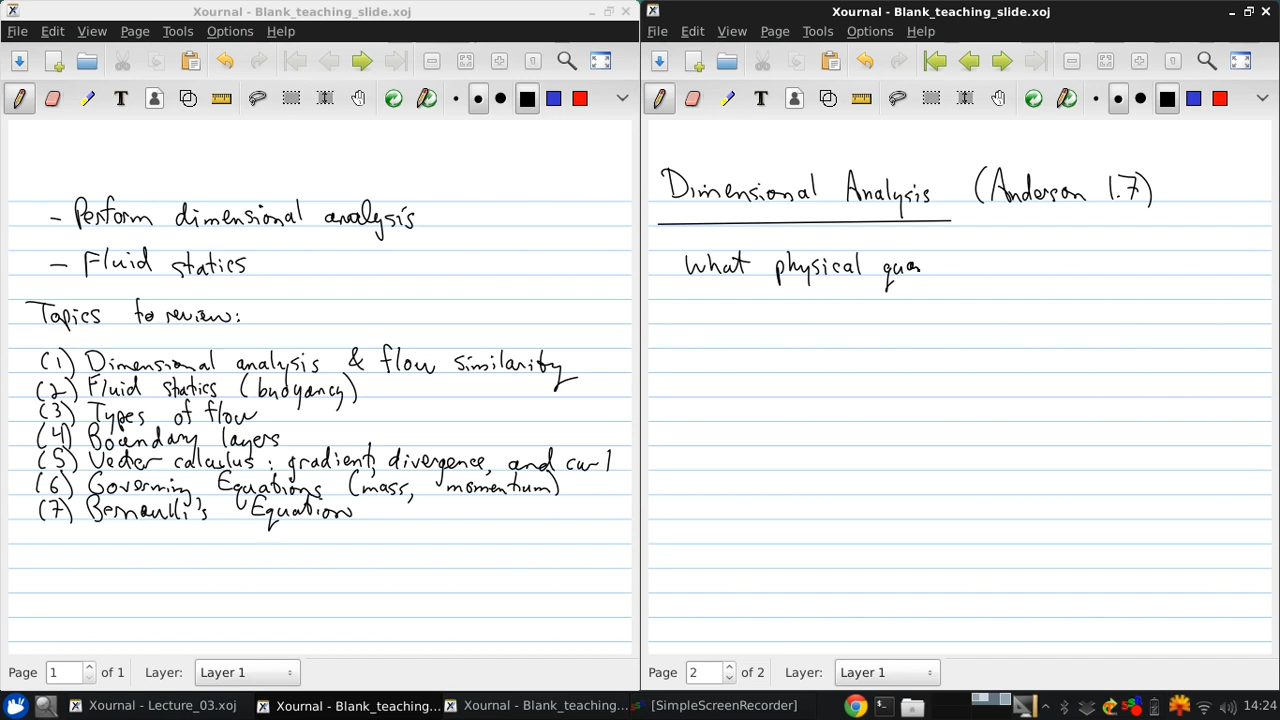 Xournal - Blank_teaching_slide.xoj
File Edit View Page Tools Options Help
- Perform dimensional analysis
- Fluid statics
Topics to review:
(1) Dimensional analysis & flow similarity
(2) Fluid statics (buoyancy)
(3) Types of flow
(4) Boundary layers
(5) Vector calculus : gradient, divergence, and curl
(6) Governing Equations (mass, momentum)
(7) Bernoulli's Equation
Page 1 of 1 Layer: Layer 1
Xournal - Blank_teaching_slide.xoj
File Edit View Page Tools Options Help
Dimensional Analysis (Anderson 1.7)
What physical qua
Page 2 of 2 Layer: Layer 1
Xournal - Lecture_03.xoj Xournal - Blank_teaching... Xournal - Blank_teaching... [SimpleScreenRecorder] 14:24